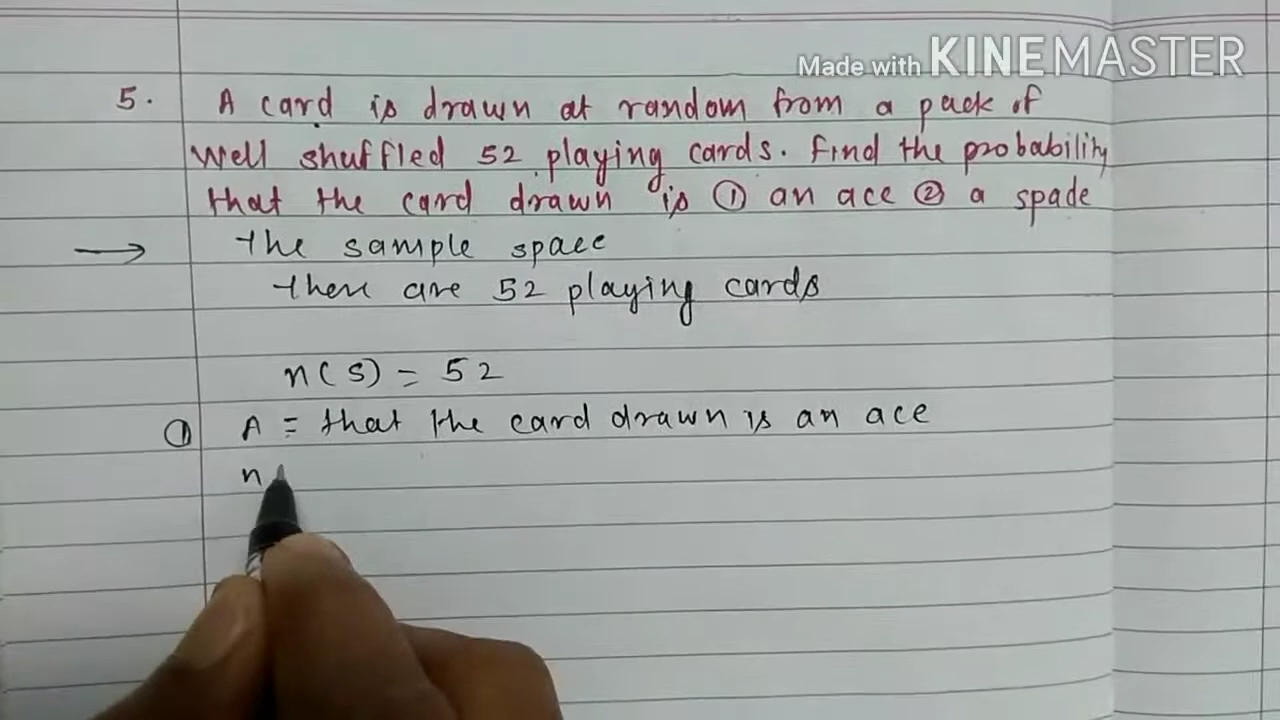 Made with KINEMASTER
5. A card is drawn at random from a pack of
well shuffled 52 playing cards. Find the probability
that the card drawn is ① an ace ② a spade
→ the sample space
there are 52 playing cards
n(s) = 52
① A = that the card drawn is an ace
n